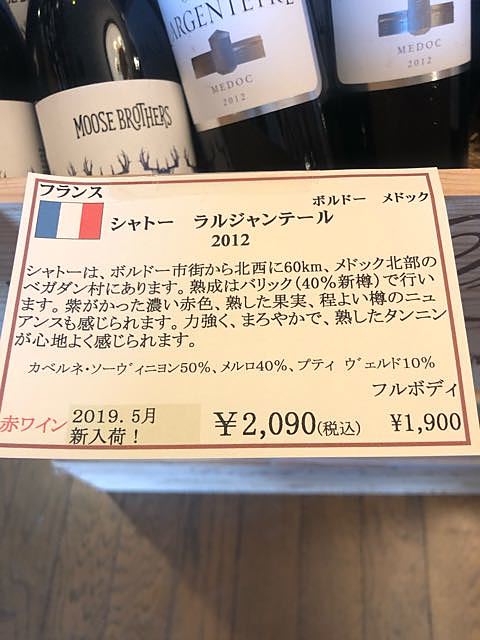 ARGENTEYRE
MEDOC
2012
MEDOC
2012
MOOSE BROTHERS
フランス
ボルドー メドック
シャトー ラルジャンテール
2012
シャトーは、ボルドー市街から北西に60km、メドック北部の
ベガダン村にあります。熟成はバリック(40%新樽)で行い
ます。紫がかった濃い赤色、熟した果実、程よい樽のニュ
アンスも感じられます。力強く、まろやかで、熟したタンニン
が心地よく感じられます。
カベルネ・ソーヴィニヨン50%、メルロ40%、プティ ヴェルド10%
フルボディ
赤ワイン
2019.5月
新入荷！
¥2,090(税込)
¥1,900